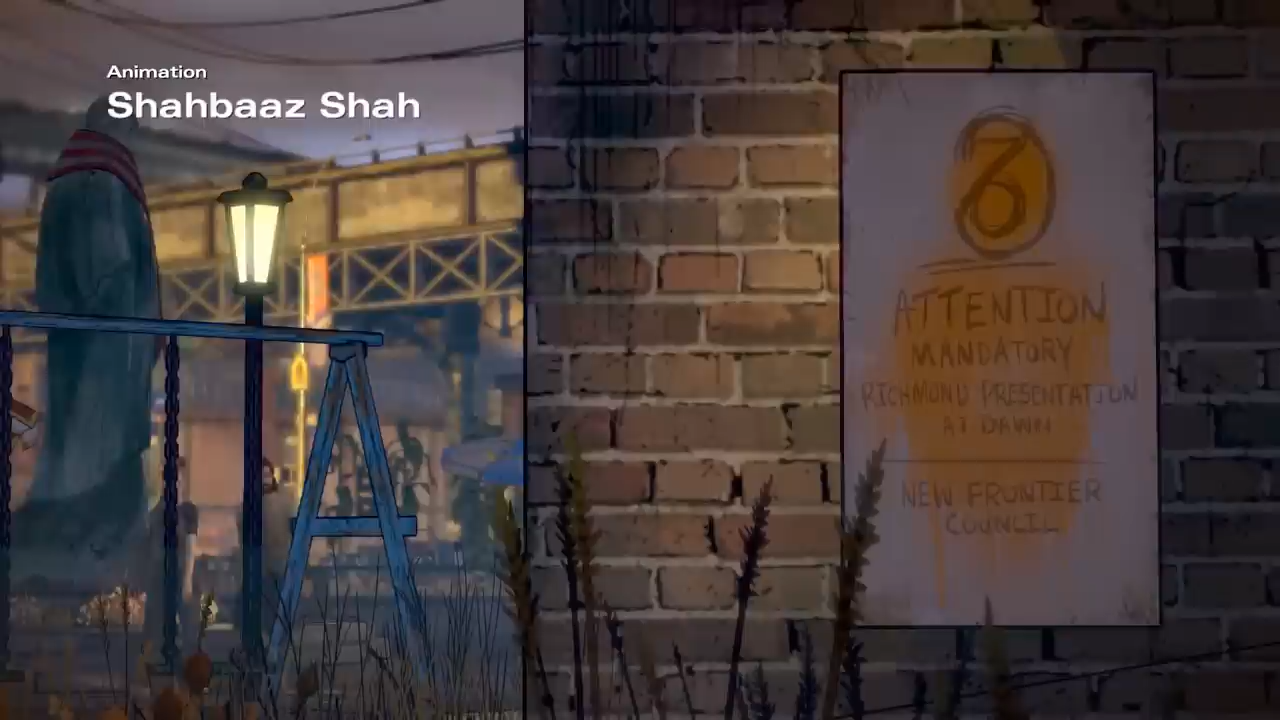 Animation
Shahbaaz Shah
ATTENTION
MANDATORY
RICHMOND PRESENTATION
AT DAWN
NEW FRONTIER
COUNCIL